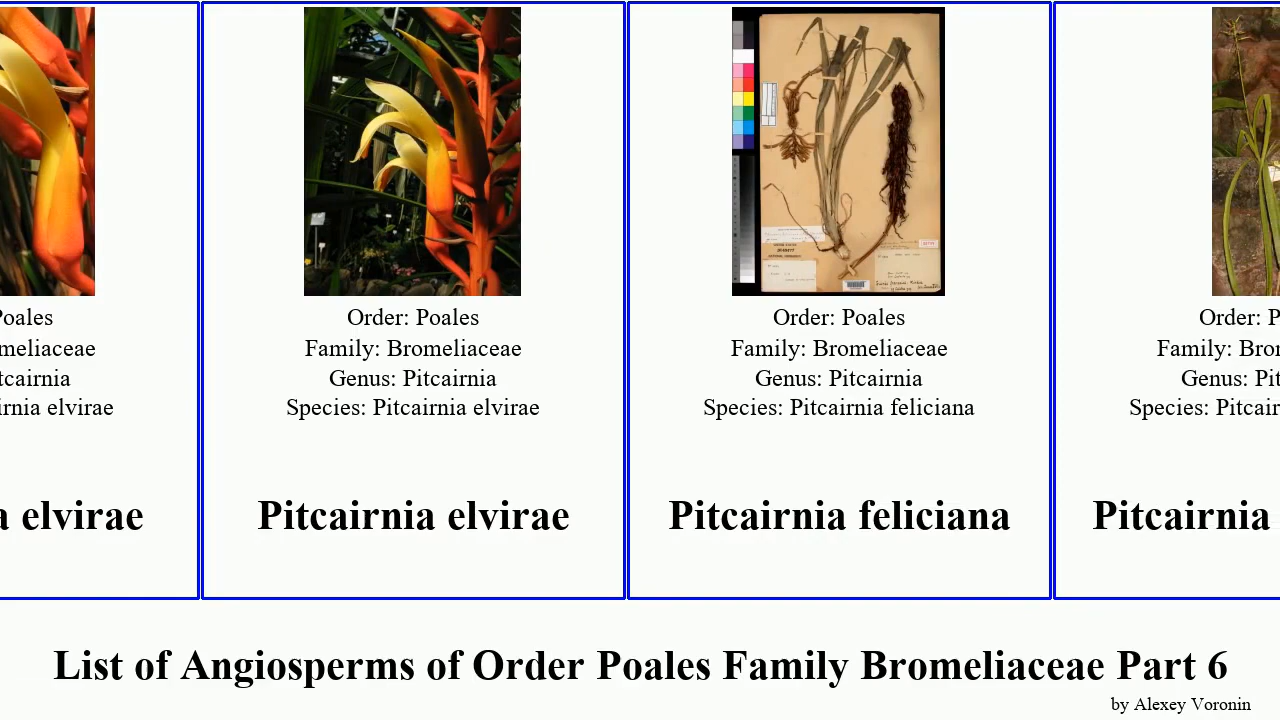 Poales
meliaceae
tcairnia
irnia elvirae
a elvirae
Order: Poales
Family: Bromeliaceae
Genus: Pitcairnia
Species: Pitcairnia elvirae
Pitcairnia elvirae
Order: Poales
Family: Bromeliaceae
Genus: Pitcairnia
Species: Pitcairnia feliciana
Pitcairnia feliciana
Order: P
Family: Bro
Genus: Pit
Species: Pitcair
Pitcairnia
List of Angiosperms of Order Poales Family Bromeliaceae Part 6
by Alexey Voronin